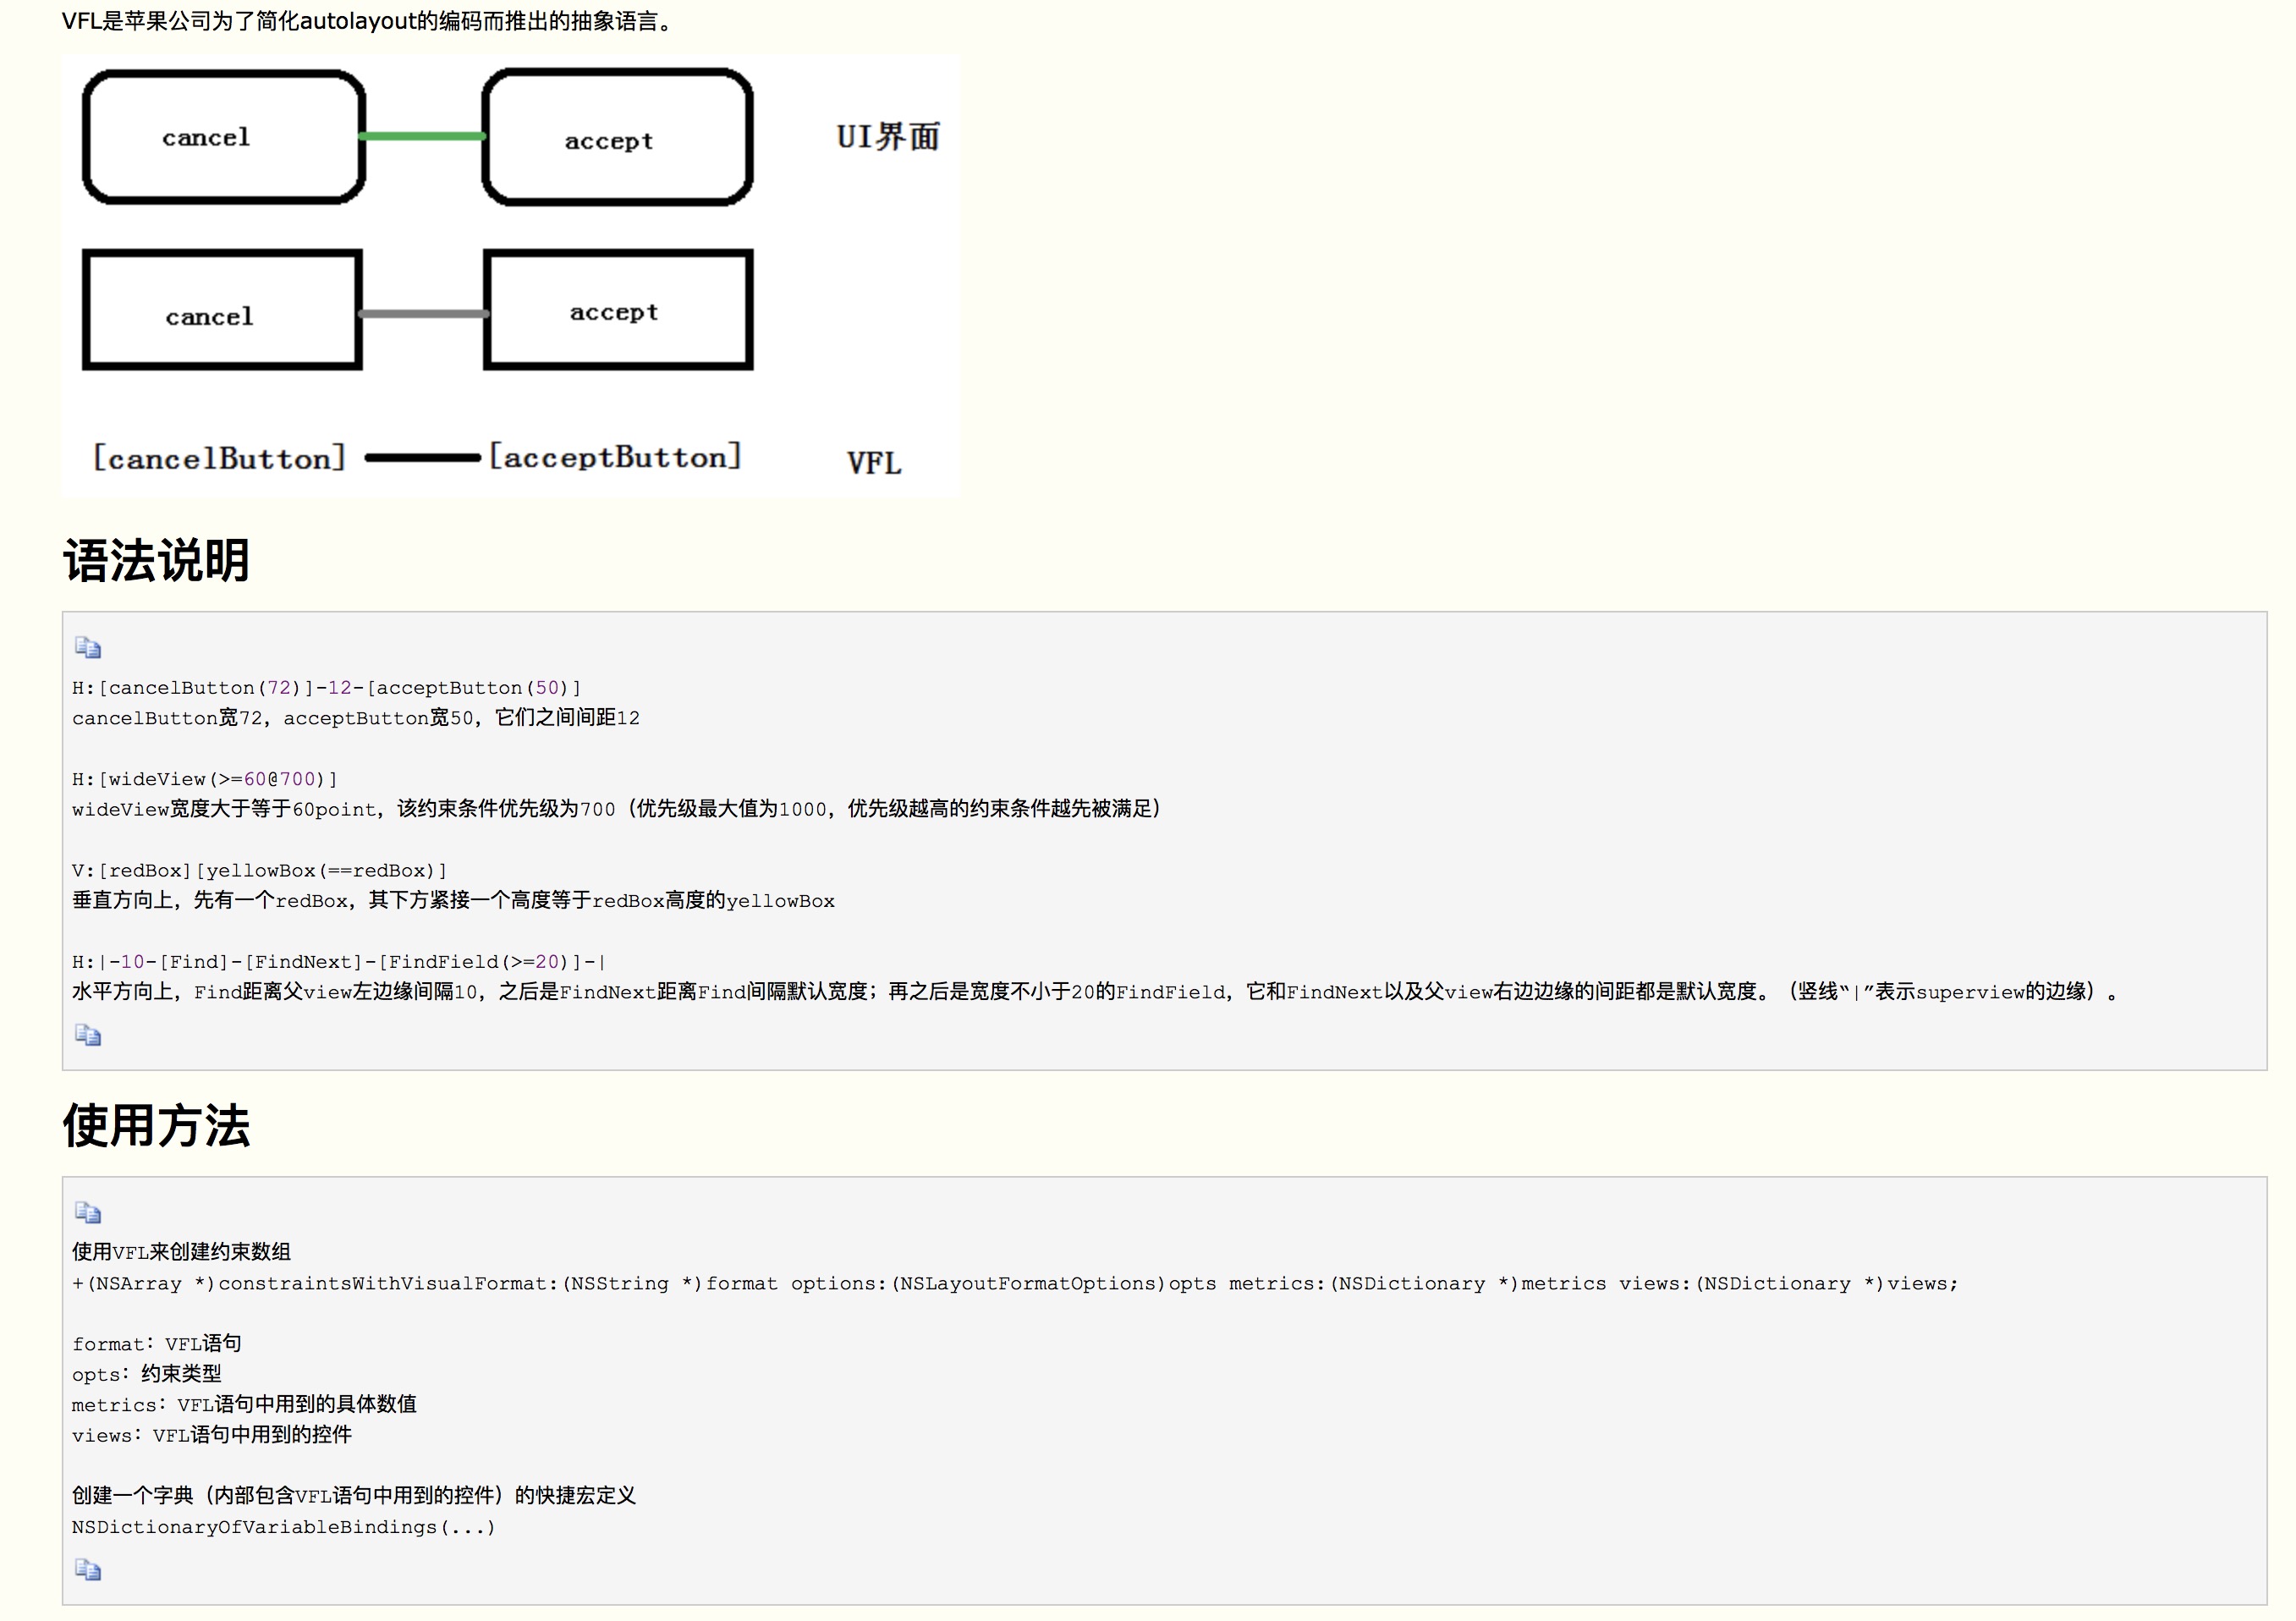 VFL是苹果公司为了简化autolayout的编码而推出的抽象语言。
cancel accept UI界面
cancel accept
[cancelButton] [acceptButton] VFL
语法说明
H:[cancelButton(72)]-12-[acceptButton(50)]
cancelButton宽72，acceptButton宽50，它们之间间距12
H:[wideView(>=60@700)]
wideView宽度大于等于60point，该约束条件优先级为700（优先级最大值为1000，优先级越高的约束条件越先被满足）
V:[redBox][yellowBox(==redBox)]
垂直方向上，先有一个redBox，其下方紧接一个高度等于redBox高度的yellowBox
H:|-10-[Find]-[FindNext]-[FindField(>=20)]-|
水平方向上，Find距离父view左边缘间隔10，之后是FindNext距离Find间隔默认宽度；再之后是宽度不小于20的FindField，它和FindNext以及父view右边边缘的间距都是默认宽度。（竖线“|”表示superview的边缘）。
使用方法
使用VFL来创建约束数组
+(NSArray *)constraintsWithVisualFormat:(NSString *)format options:(NSLayoutFormatOptions)opts metrics:(NSDictionary *)metrics views:(NSDictionary *)views;
format：VFL语句
opts：约束类型
metrics：VFL语句中用到的具体数值
views：VFL语句中用到的控件
创建一个字典（内部包含VFL语句中用到的控件）的快捷宏定义
NSDictionaryOfVariableBindings(...)